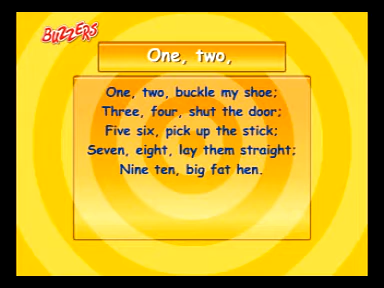 BUZZERS
One, two,
One, two, buckle my shoe;
Three, four, shut the door;
Five six, pick up the stick;
Seven, eight, lay them straight;
Nine ten, big fat hen.